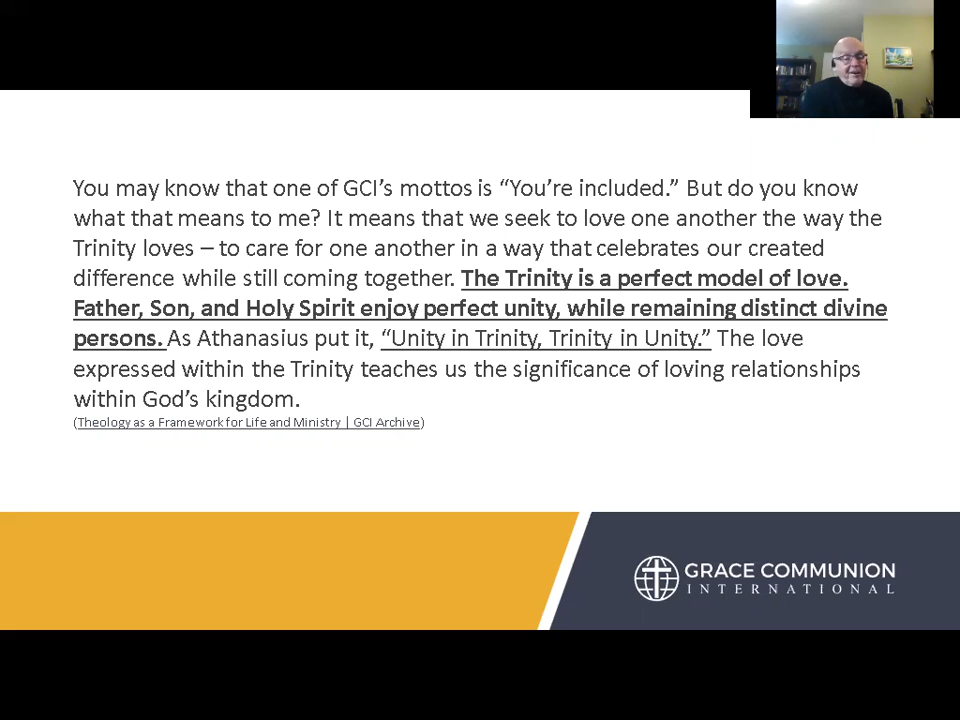 You may know that one of GCI’s mottos is “You’re included.” But do you know
what that means to me? It means that we seek to love one another the way the
Trinity loves – to care for one another in a way that celebrates our created
difference while still coming together. The Trinity is a perfect model of love.
Father, Son, and Holy Spirit enjoy perfect unity, while remaining distinct divine
persons. As Athanasius put it, “Unity in Trinity, Trinity in Unity.” The love
expressed within the Trinity teaches us the significance of loving relationships
within God’s kingdom.
(Theology as a Framework for Life and Ministry | GCI Archive)
GRACE COMMUNION
INTERNATIONAL